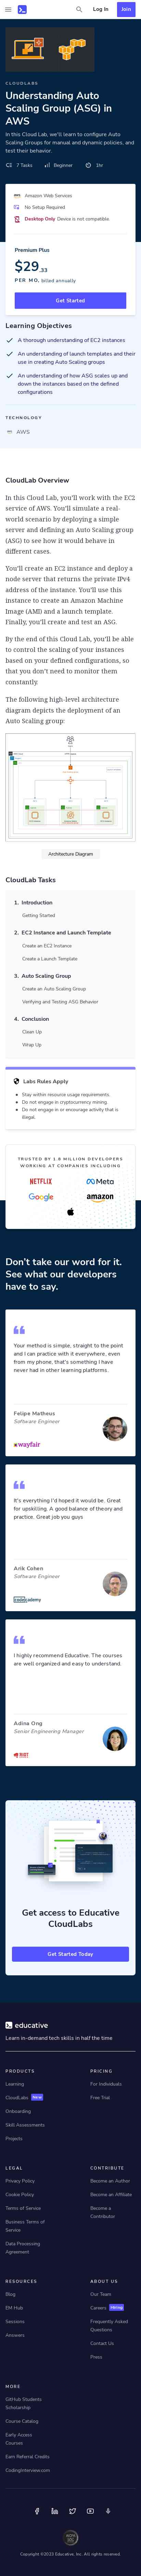 Log In
Join
CLOUDLABS
Understanding Auto
Scaling Group (ASG) in
AWS
In this Cloud Lab, we'll learn to configure Auto
Scaling Groups for demand and dynamic policies, and
their behavior.
7 Tasks
Beginner
1hr
Amazon Web Services
No Setup Required
Desktop Only Device is not compatible.
Premium Plus
$29.33
PER MO, billed annually
Get Started
Learning Objectives
A thorough understanding of EC2 instances
An understanding of launch templates and their
use in creating Auto Scaling groups
An understanding of how ASG scales up and
down the instances based on the defined
configurations
TECHNOLOGY
AWS
CloudLab Overview
In this Cloud Lab, you'll work with the EC2
service of AWS. You'll simulate a real-
world scenario by deploying a simple
server and defining an Auto Scaling group
(ASG) to see how it would behave in
different cases.
You'll create an EC2 instance and deploy a
node app that returns its private IPv4
address of the instance. You'll use this
instance to create an Amazon Machine
Image (AMI) and a launch template.
Finally, you'll create and test an ASG.
By the end of this Cloud Lab, you'll be able
to control the scaling of your instances
based on your defined configurations, so
that you don't need to monitor them
constantly.
The following high-level architecture
diagram depicts the deployment of an
Auto Scaling group:
Architecture Diagram
CloudLab Tasks
1. Introduction
Getting Started
2. EC2 Instance and Launch Template
Create an EC2 Instance
Create a Launch Template
3. Auto Scaling Group
Create an Auto Scaling Group
Verifying and Testing ASG Behavior
4. Conclusion
Clean Up
Wrap Up
Labs Rules Apply
Stay within resource usage requirements.
Do not engage in cryptocurrency mining.
Do not engage in or encourage activity that is
illegal.
TRUSTED BY 1.9 MILLION DEVELOPERS
WORKING AT COMPANIES INCLUDING
NETFLIX
Meta
Google
amazon
Don't take our word for it.
See what our developers
have to say.
Your method is simple, straight to the point
and I can practice with it everywhere, even
from my phone, that's something I have
never had in other learning platforms.
Felipe Matheus
Software Engineer
wayfair
It's everything I'd hoped it would be. Great
for upskilling. A good balance of theory and
practice. Great job you guys.
Arik Cohen
Software Engineer
codecademy
I highly recommend Educative. The courses
are well organized and easy to understand.
Adina Ong
Senior Engineering Manager
RIOT
Get access to Educative
CloudLabs
Get Started Today
educative
Learn in-demand tech skills in half the time
PRODUCTS
PRICING
Learning
For Individuals
CloudLabs New
Free Trial
Onboarding
Skill Assessments
Projects
LEGAL
CONTRIBUTE
Privacy Policy
Become an Author
Cookie Policy
Become an Affiliate
Terms of Service
Become a
Contributor
Business Terms of
Service
Data Processing
Agreement
RESOURCES
ABOUT US
Blog
Our Team
EM Hub
Careers Hiring
Sessions
Frequently Asked
Questions
Answers
Contact Us
Press
MORE
GitHub Students
Scholarship
Course Catalog
Early Access
Courses
Earn Referral Credits
CodingInterview.com
Copyright ©2023 Educative, Inc. All rights reserved.